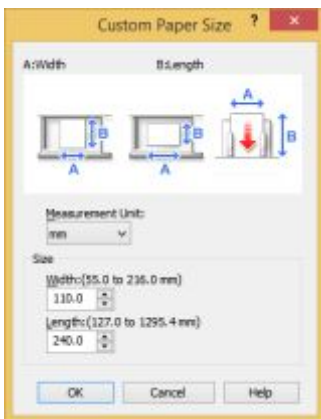 Custom Paper Size ?
A:Width B:Length
B B A B
A A
Measurement Unit:
mm
Size
Width:(55.0 to 216.0 mm)
110.0
Length:(127.0 to 1295.4 mm)
240.0
OK Cancel Help